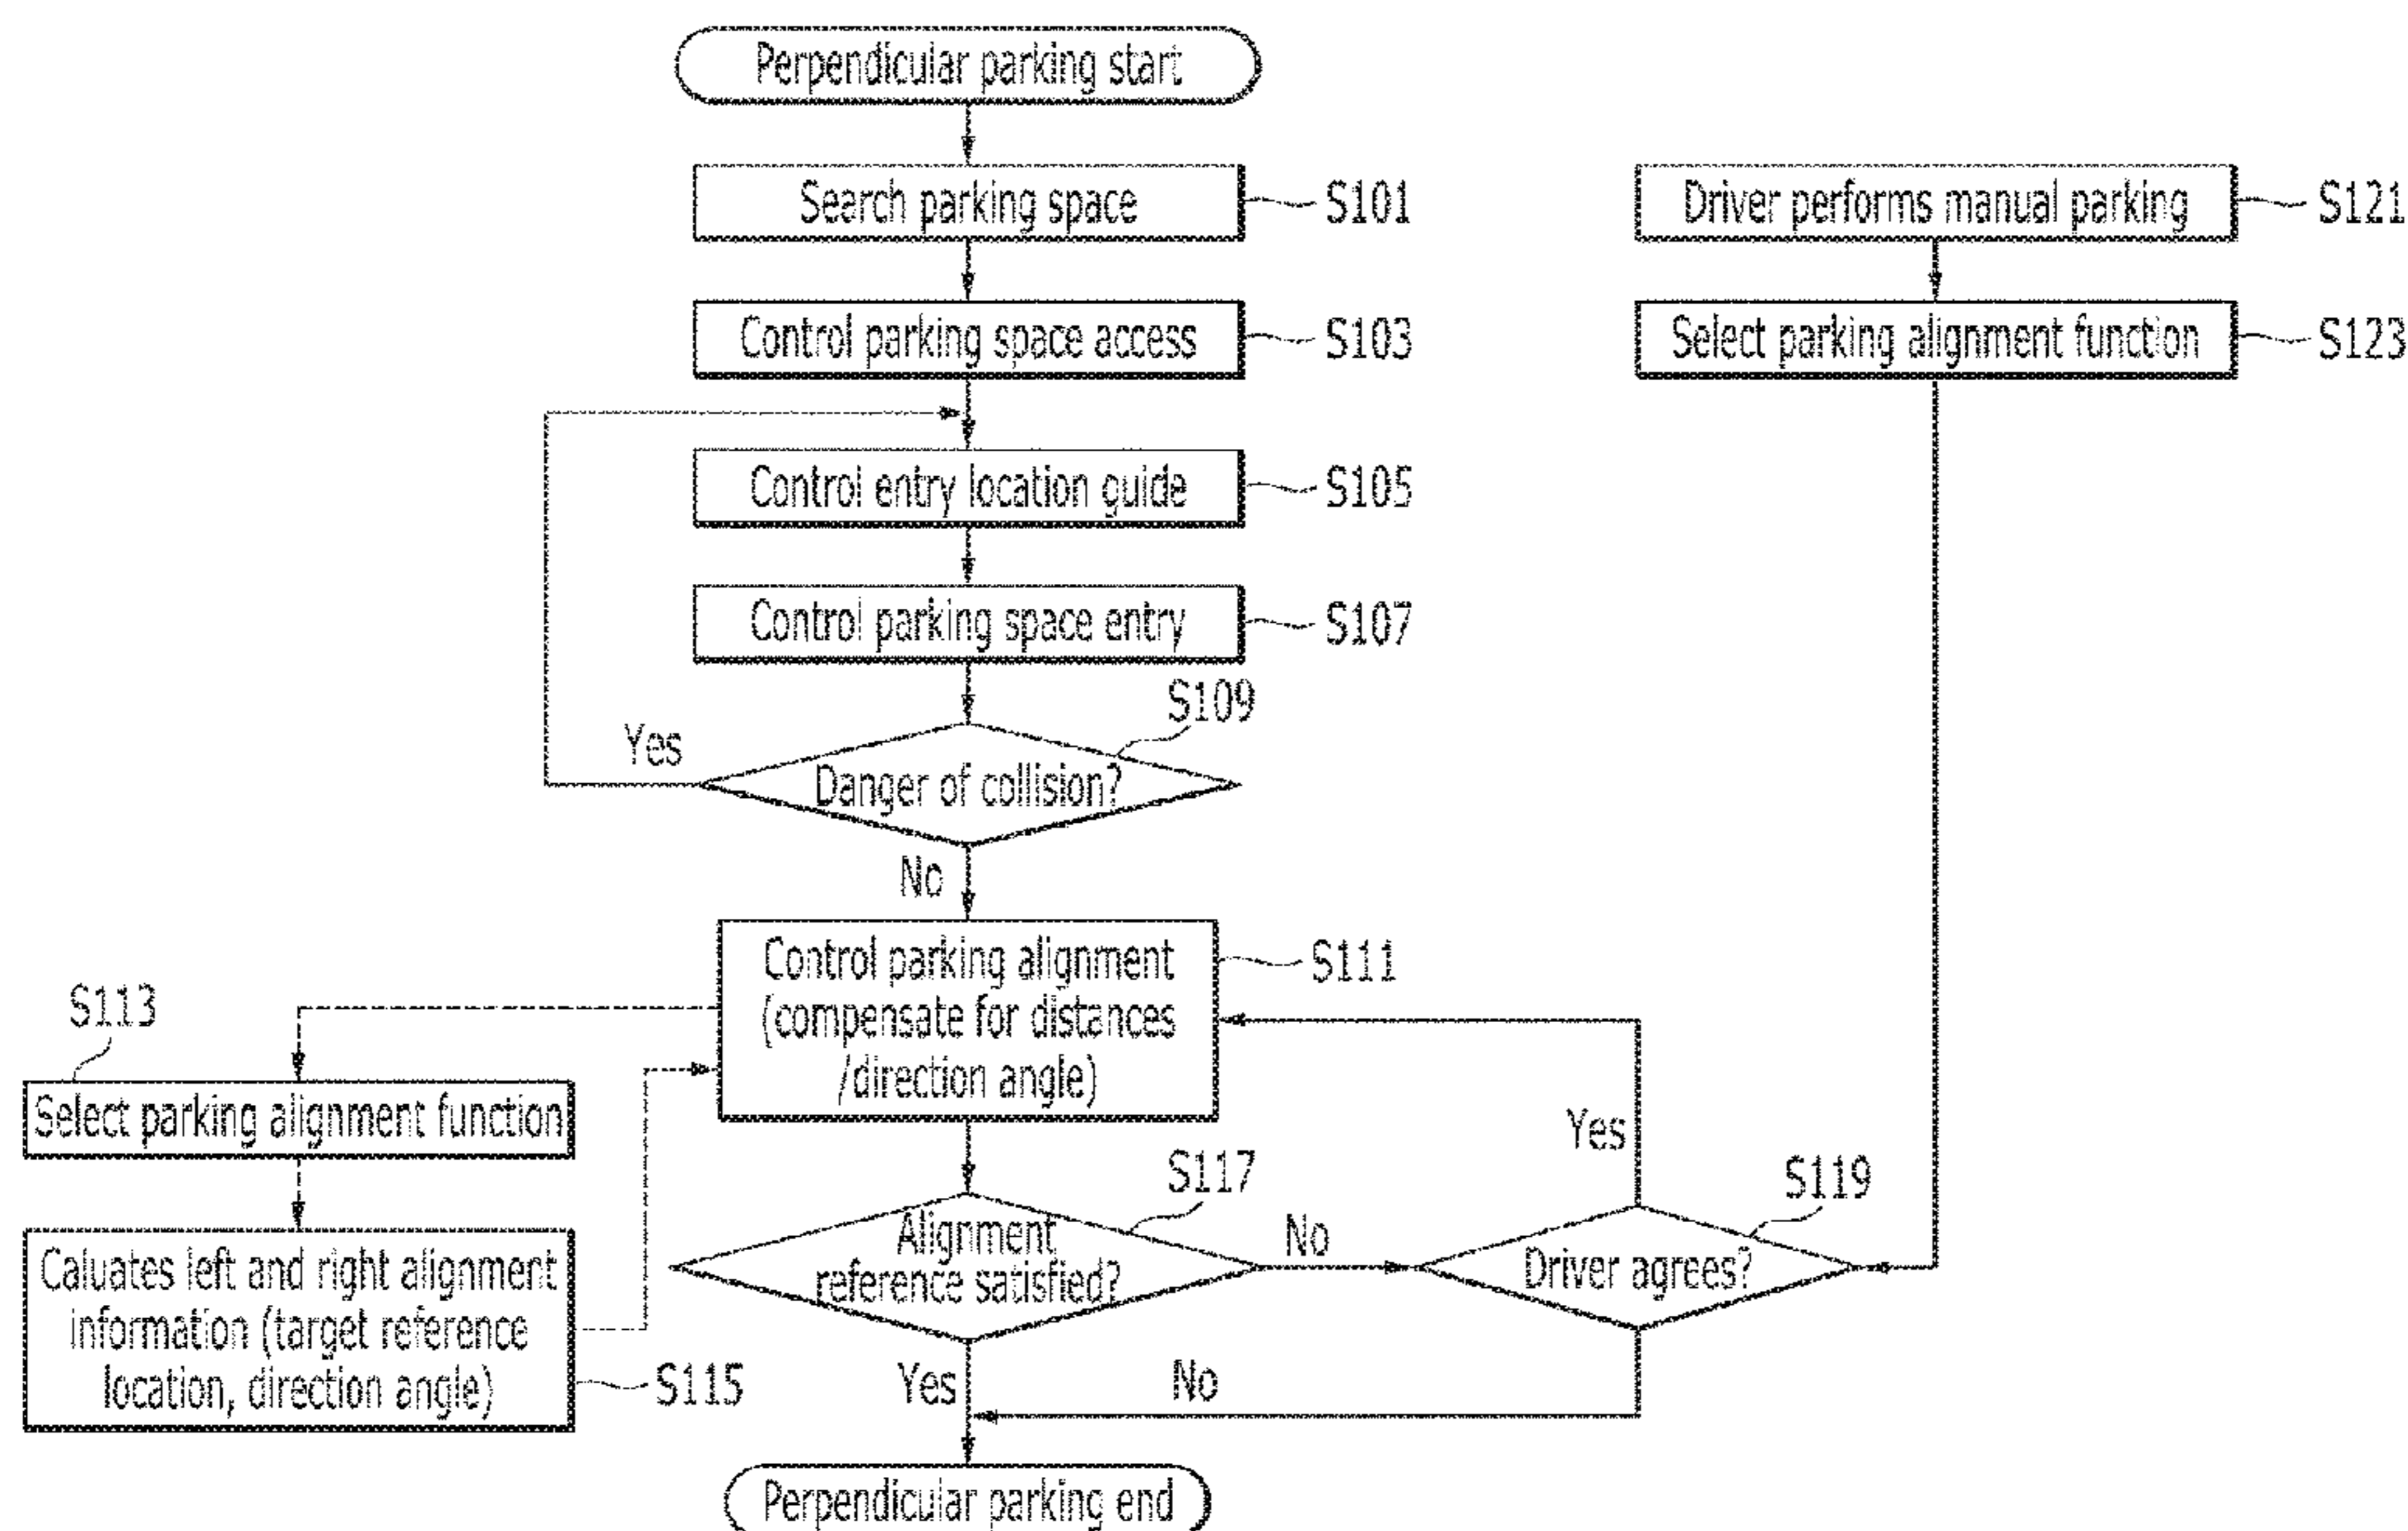 Perpendicular parking start
Search parking space
S101
Driver performs manual parking
S121
Control parking space access
S103
Select parking alignment function
S123
Control entry location guide
S105
Control parking space entry
S107
S109
Yes
Danger of collision?
No
Control parking alignment
(compensate for distances
/direction angle)
S111
S113
Select parking alignment function
Yes
S117
S119
Alignment
reference satisfied?
No
Driver agrees?
Caluates left and right alignment
information (target reference
location, direction angle)
S115
Yes
No
Perpendicular parking end